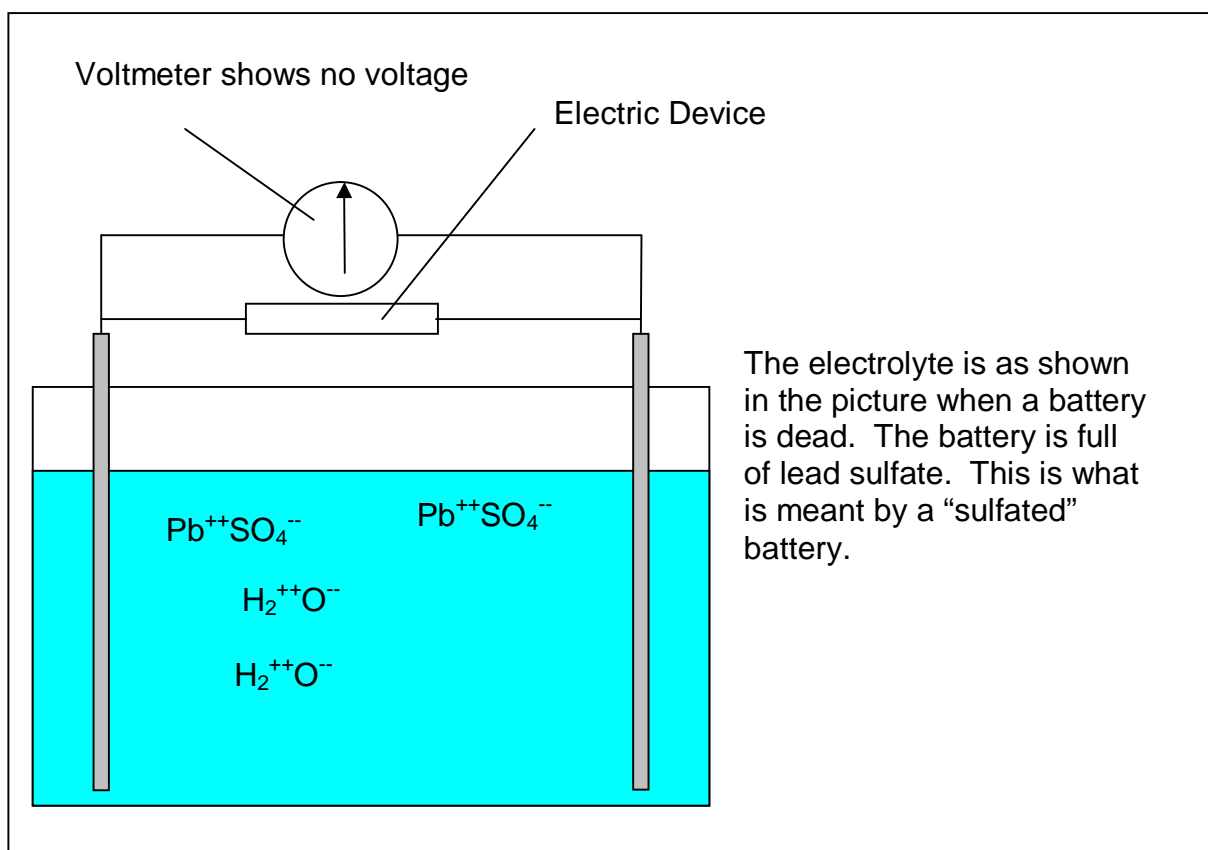 Voltmeter shows no voltage
Electric Device
The electrolyte is as shown
in the picture when a battery
is dead.  The battery is full
of lead sulfate.  This is what
is meant by a “sulfated”
battery.
Pb⁺⁺SO₄⁻⁻
Pb⁺⁺SO₄⁻⁻
H₂⁺⁺O⁻⁻
H₂⁺⁺O⁻⁻